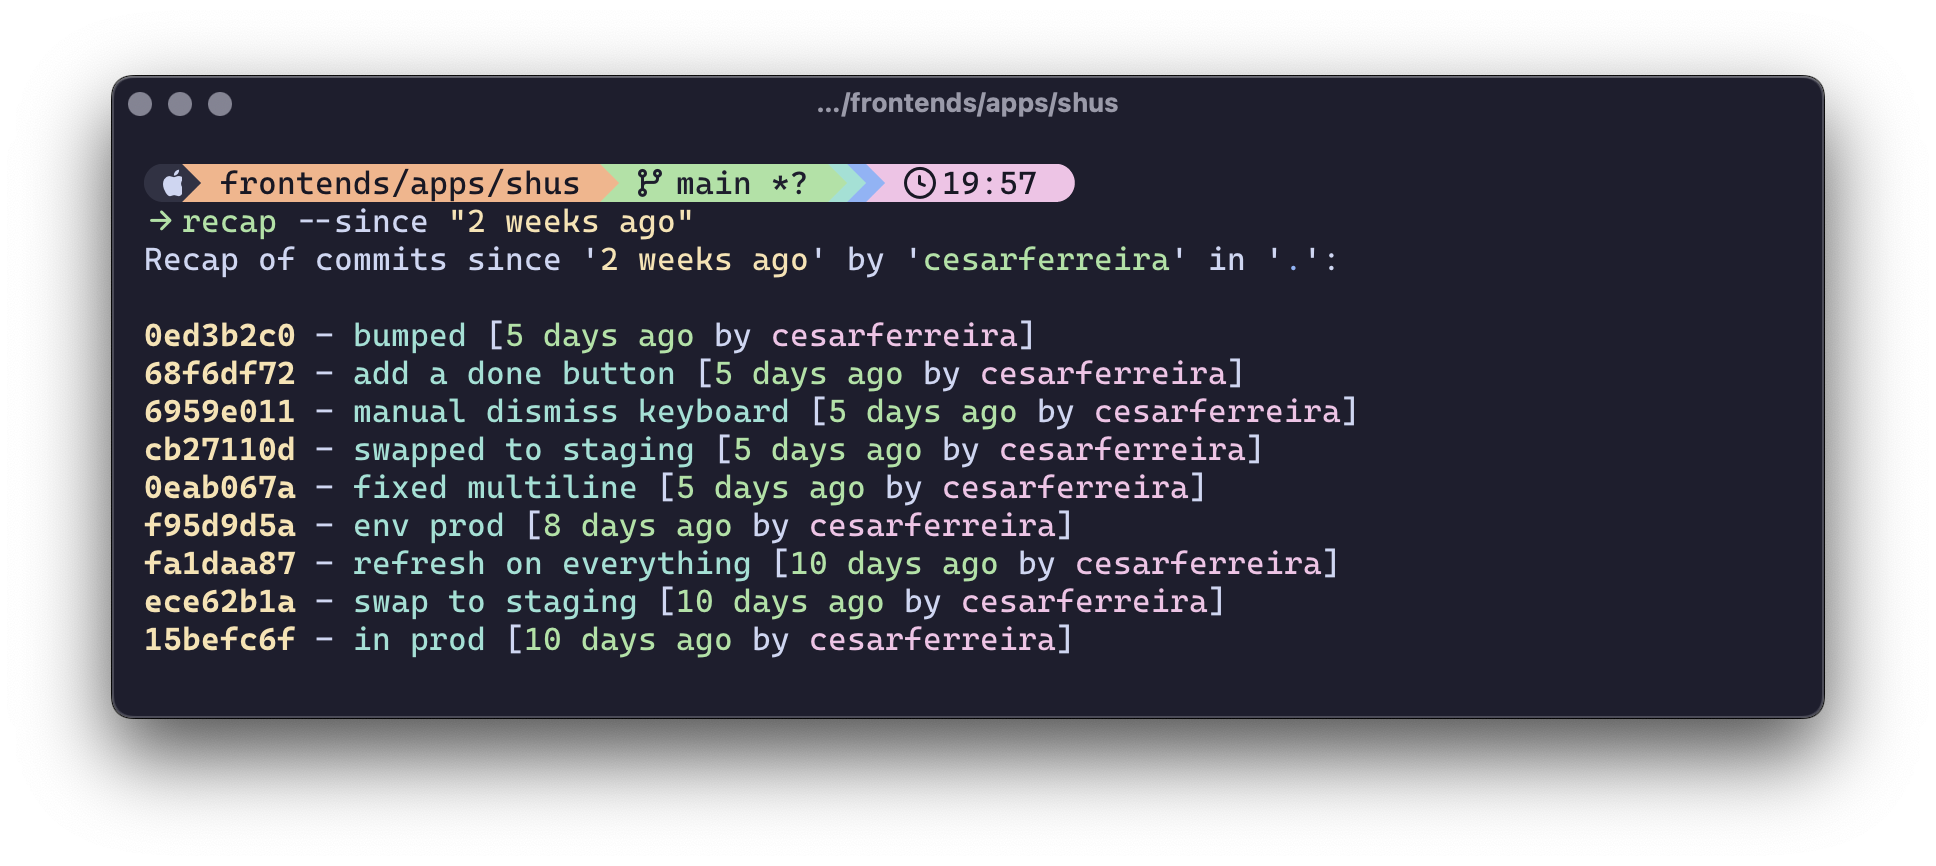 .../frontends/apps/shus
frontends/apps/shus main *? 19:57
→ recap --since "2 weeks ago"
Recap of commits since '2 weeks ago' by 'cesarferreira' in '.':
0ed3b2c0 - bumped [5 days ago by cesarferreira]
68f6df72 - add a done button [5 days ago by cesarferreira]
6959e011 - manual dismiss keyboard [5 days ago by cesarferreira]
cb27110d - swapped to staging [5 days ago by cesarferreira]
0eab067a - fixed multiline [5 days ago by cesarferreira]
f95d9d5a - env prod [8 days ago by cesarferreira]
fa1daa87 - refresh on everything [10 days ago by cesarferreira]
ece62b1a - swap to staging [10 days ago by cesarferreira]
15befc6f - in prod [10 days ago by cesarferreira]